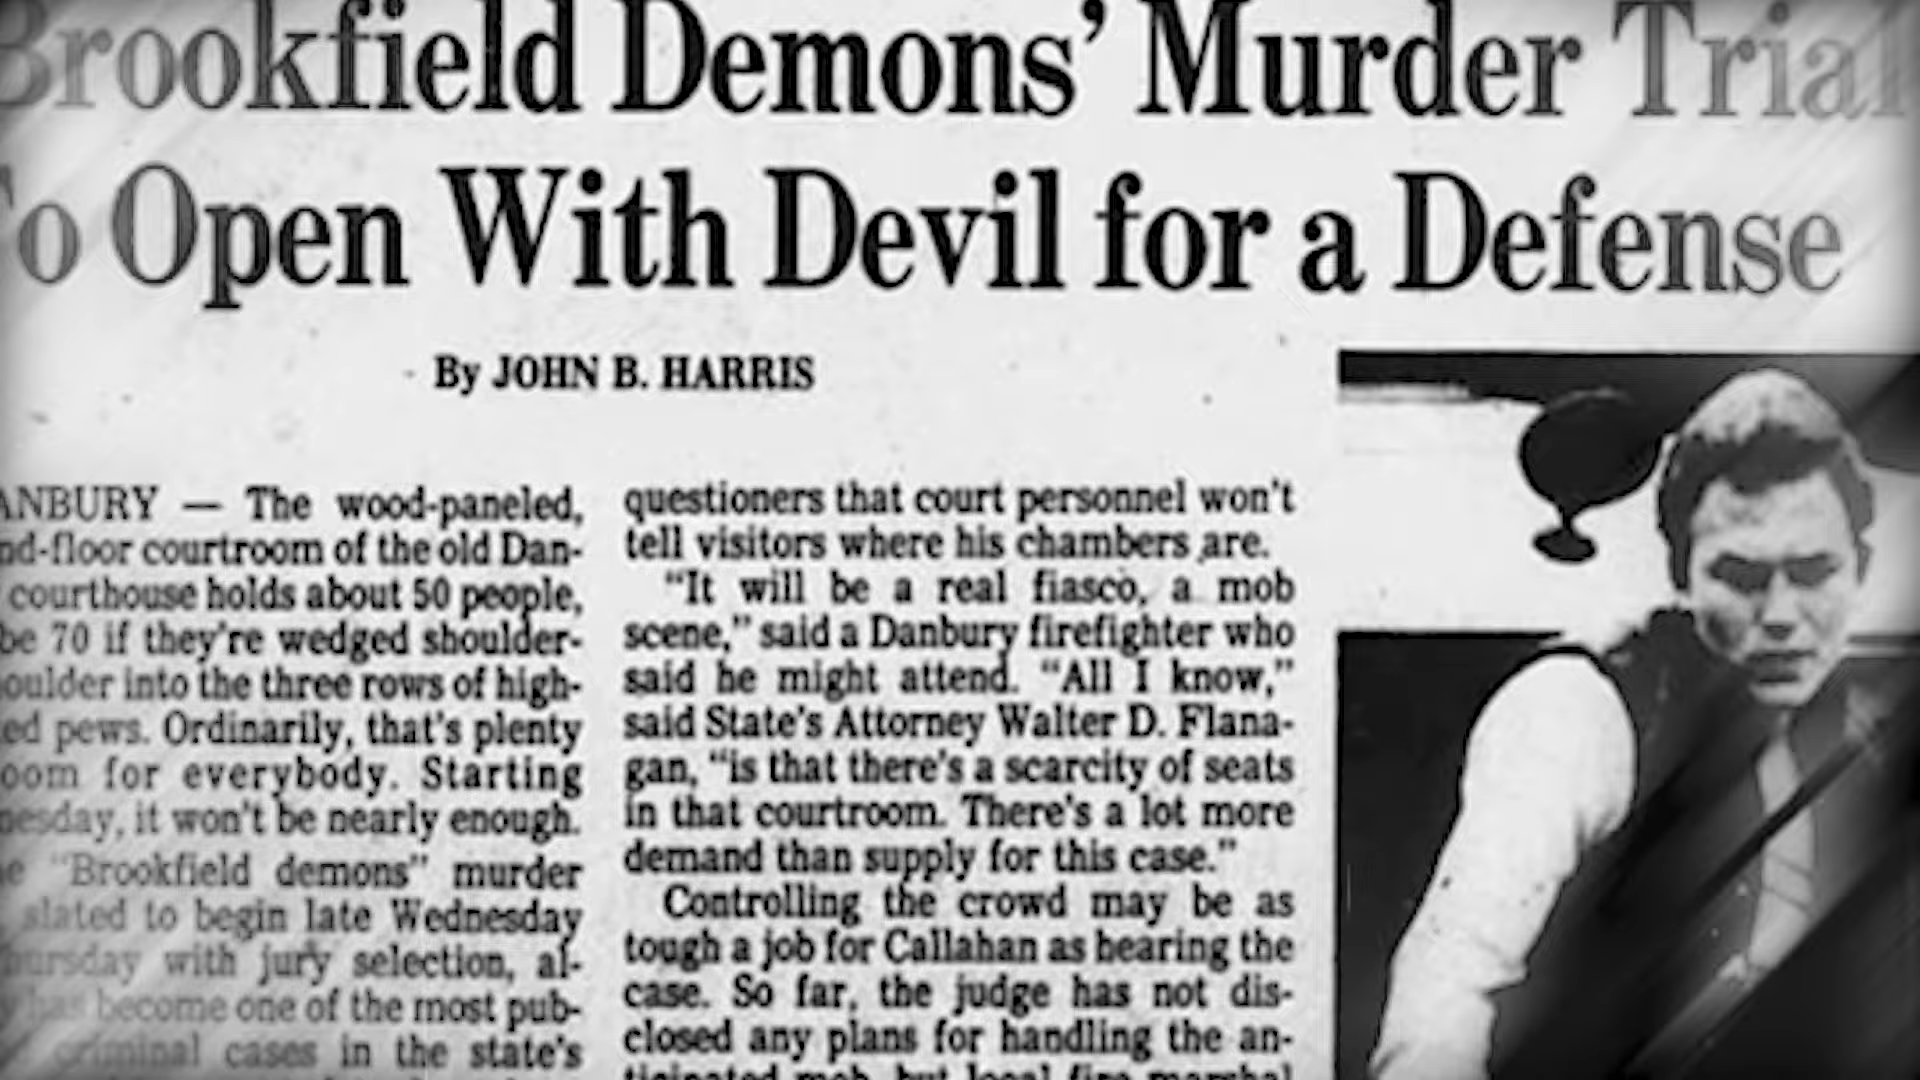 Brookfield Demons' Murder Trial
To Open With Devil for a Defense
By JOHN B. HARRIS
ANBURY — The wood-paneled,
nd-floor courtroom of the old Dan-
courthouse holds about 50 people,
be 70 if they're wedged shoulder-
oulder into the three rows of high-
ed pews. Ordinarily, that's plenty
oom for everybody. Starting
nesday, it won't be nearly enough.
e "Brookfield demons" murder
slated to begin late Wednesday
ursday with jury selection, al-
y has become one of the most pub-
criminal cases in the state's
questioners that court personnel won't
tell visitors where his chambers are.
"It will be a real fiasco, a mob
scene," said a Danbury firefighter who
said he might attend. "All I know,"
said State's Attorney Walter D. Flana-
gan, "is that there's a scarcity of seats
in that courtroom. There's a lot more
demand than supply for this case."
Controlling the crowd may be as
tough a job for Callahan as hearing the
case. So far, the judge has not dis-
closed any plans for handling the an-
ticipated mob, but local fire marshal